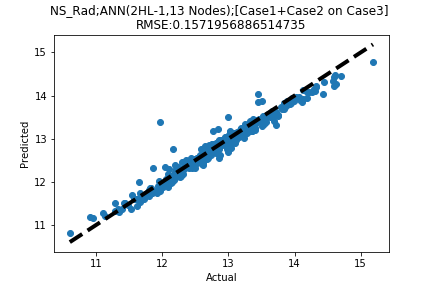 NS_Rad;ANN(2HL-1,13 Nodes);[Case1+Case2 on Case3]
RMSE:0.1571956886514735
15
14
13
12
11
Predicted
11
12
13
14
15
Actual